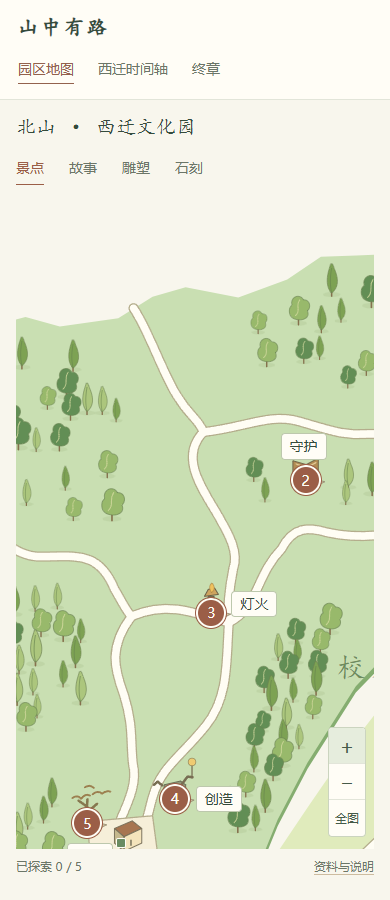 山中有路
园区地图 西迁时间轴 终章
北山 • 西迁文化园
景点 故事 雕塑 石刻
守护
2
3
灯火
校
+
−
全图
4
创造
5
已探索 0 / 5
资料与说明